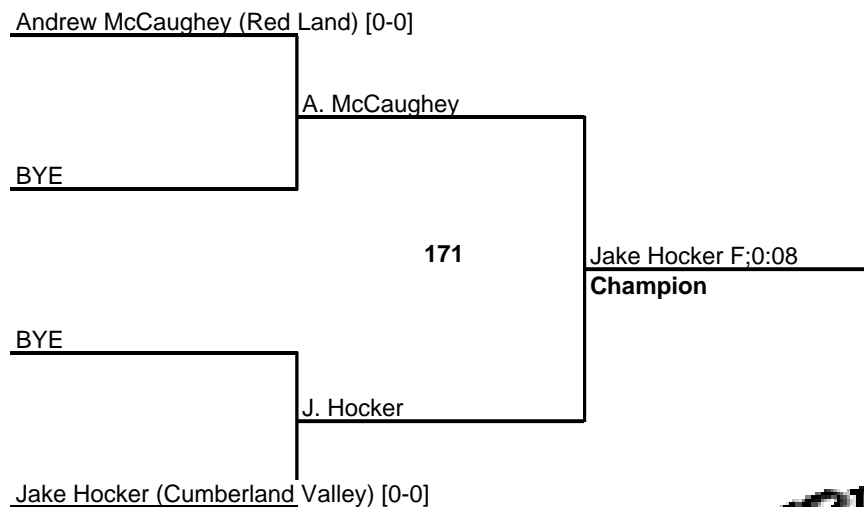 Andrew McCaughey (Red Land) [0-0]
A. McCaughey
BYE
171
Jake Hocker F;0:08
Champion
BYE
J. Hocker
Jake Hocker (Cumberland Valley) [0-0]